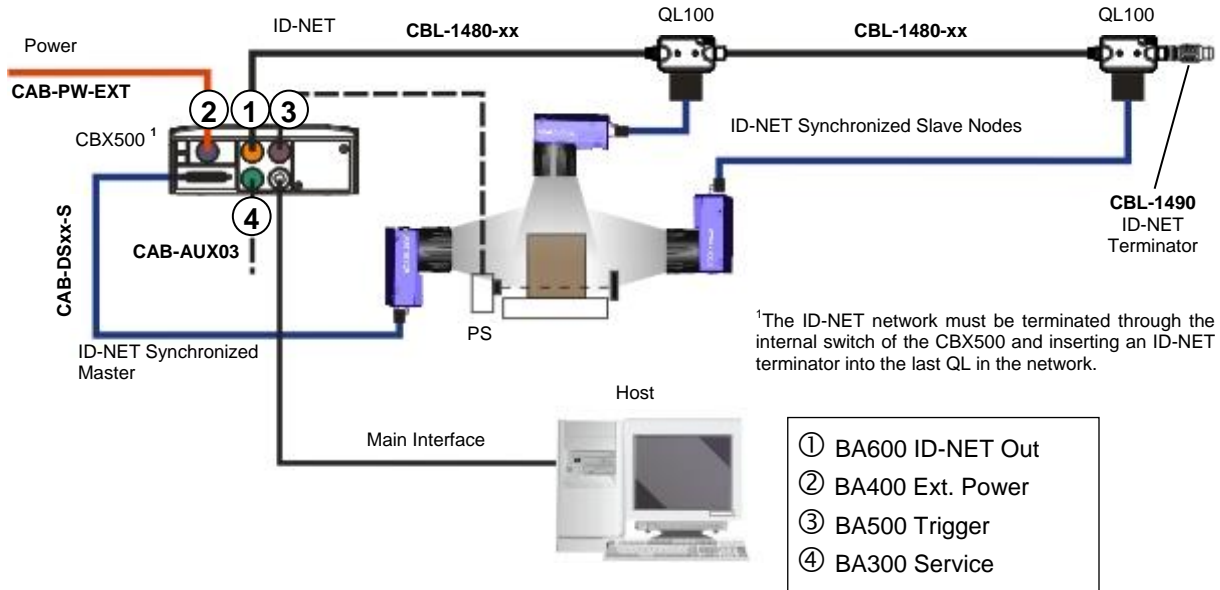 ID-NET
CBL-1480-xx
QL100
CBL-1480-xx
QL100
Power
CAB-PW-EXT
2
1
3
CBX500 1
4
CAB-AUX03
CAB-DSxx-S
ID-NET Synchronized Slave Nodes
CBL-1490
ID-NET
Terminator
PS
ID-NET Synchronized
Master
1The ID-NET network must be terminated through the
internal switch of the CBX500 and inserting an ID-NET
terminator into the last QL in the network.
Host
Main Interface
① BA600 ID-NET Out
② BA400 Ext. Power
③ BA500 Trigger
④ BA300 Service